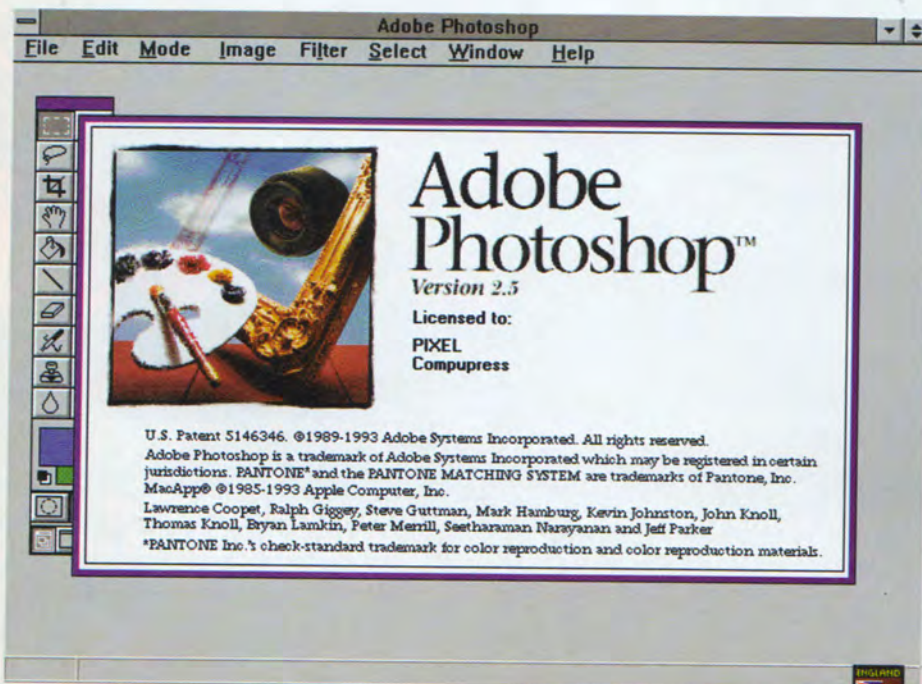 Adobe Photoshop
File Edit Mode Image Filter Select Window Help
Adobe
Photoshop™
Version 2.5
Licensed to:
PIXEL
Compupress
U.S. Patent 5146346. ©1989-1993 Adobe Systems Incorporated. All rights reserved.
Adobe Photoshop is a trademark of Adobe Systems Incorporated which may be registered in certain
jurisdictions. PANTONE* and the PANTONE MATCHING SYSTEM are trademarks of Pantone, Inc.
MacApp® ©1985-1993 Apple Computer, Inc.
Lawrence Coopet, Ralph Giggey, Steve Guttman, Mark Hamburg, Kevin Johnston, John Knoll,
Thomas Knoll, Bryan Lamkin, Peter Merrill, Seetharaman Narayanan and Jeff Parker
*PANTONE Inc.'s check-standard trademark for color reproduction and color reproduction materials.
ENGLAND